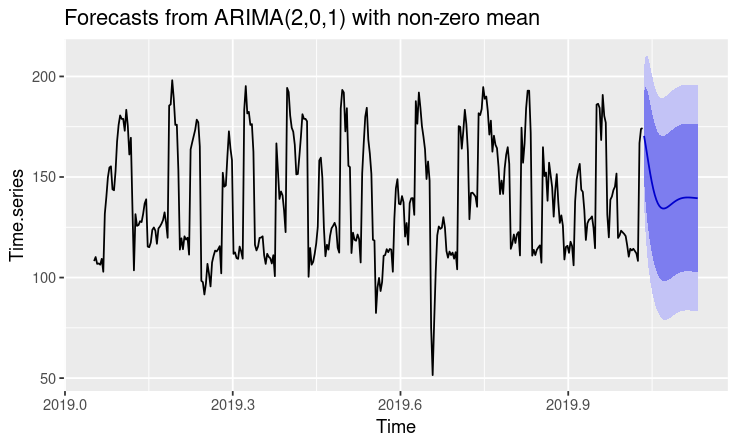 Forecasts from ARIMA(2,0,1) with non-zero mean
Time.series
200
150
100
50
2019.0
2019.3
2019.6
2019.9
Time